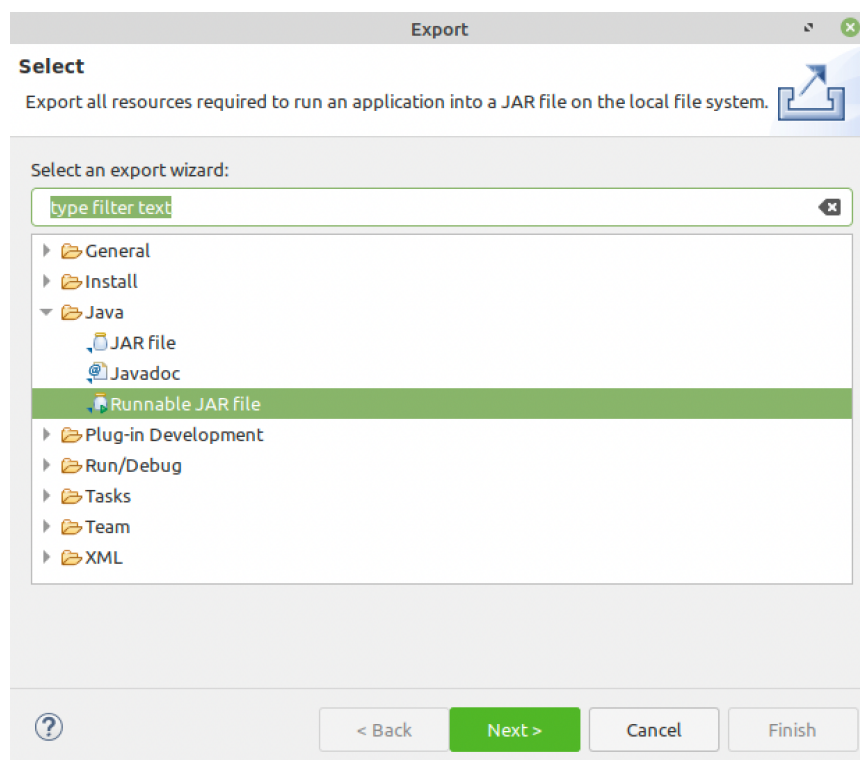 Export
Select
Export all resources required to run an application into a JAR file on the local file system.
Select an export wizard:
type filter text
General
Install
Java
JAR file
Javadoc
Runnable JAR file
Plug-in Development
Run/Debug
Tasks
Team
XML
< Back Next > Cancel Finish